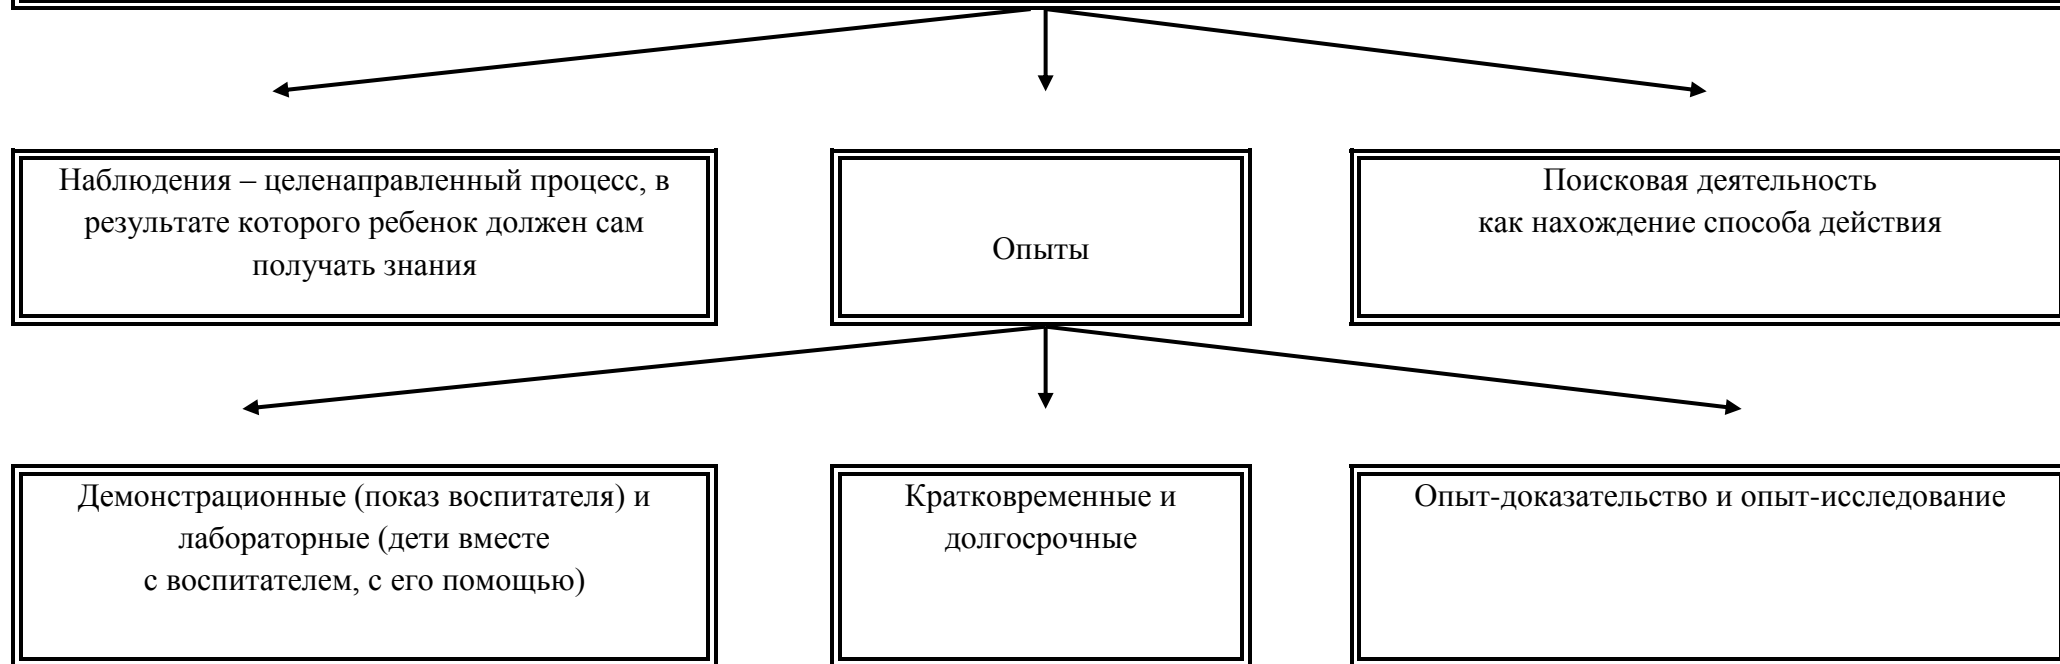 Наблюдения – целенаправленный процесс, в
результате которого ребенок должен сам
получать знания
Опыты
Поисковая деятельность
как нахождение способа действия
Демонстрационные (показ воспитателя) и
лабораторные (дети вместе
с воспитателем, с его помощью)
Кратковременные и
долгосрочные
Опыт-доказательство и опыт-исследование